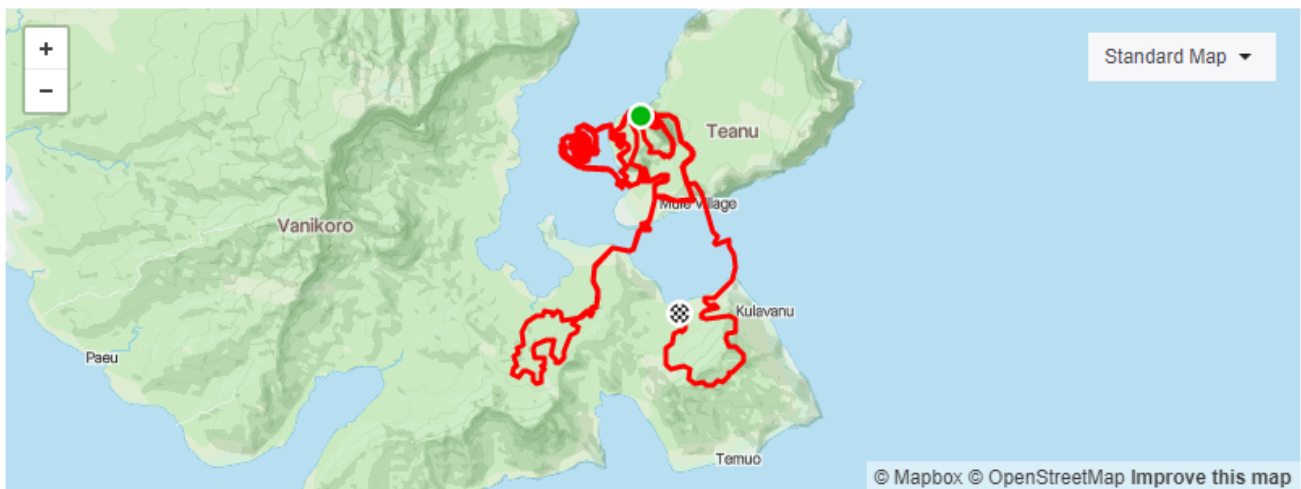 +
Standard Map
−
Teanu
Mule Village
Vanikoro
Kulavanu
Paeu
Temuo
© Mapbox © OpenStreetMap Improve this map